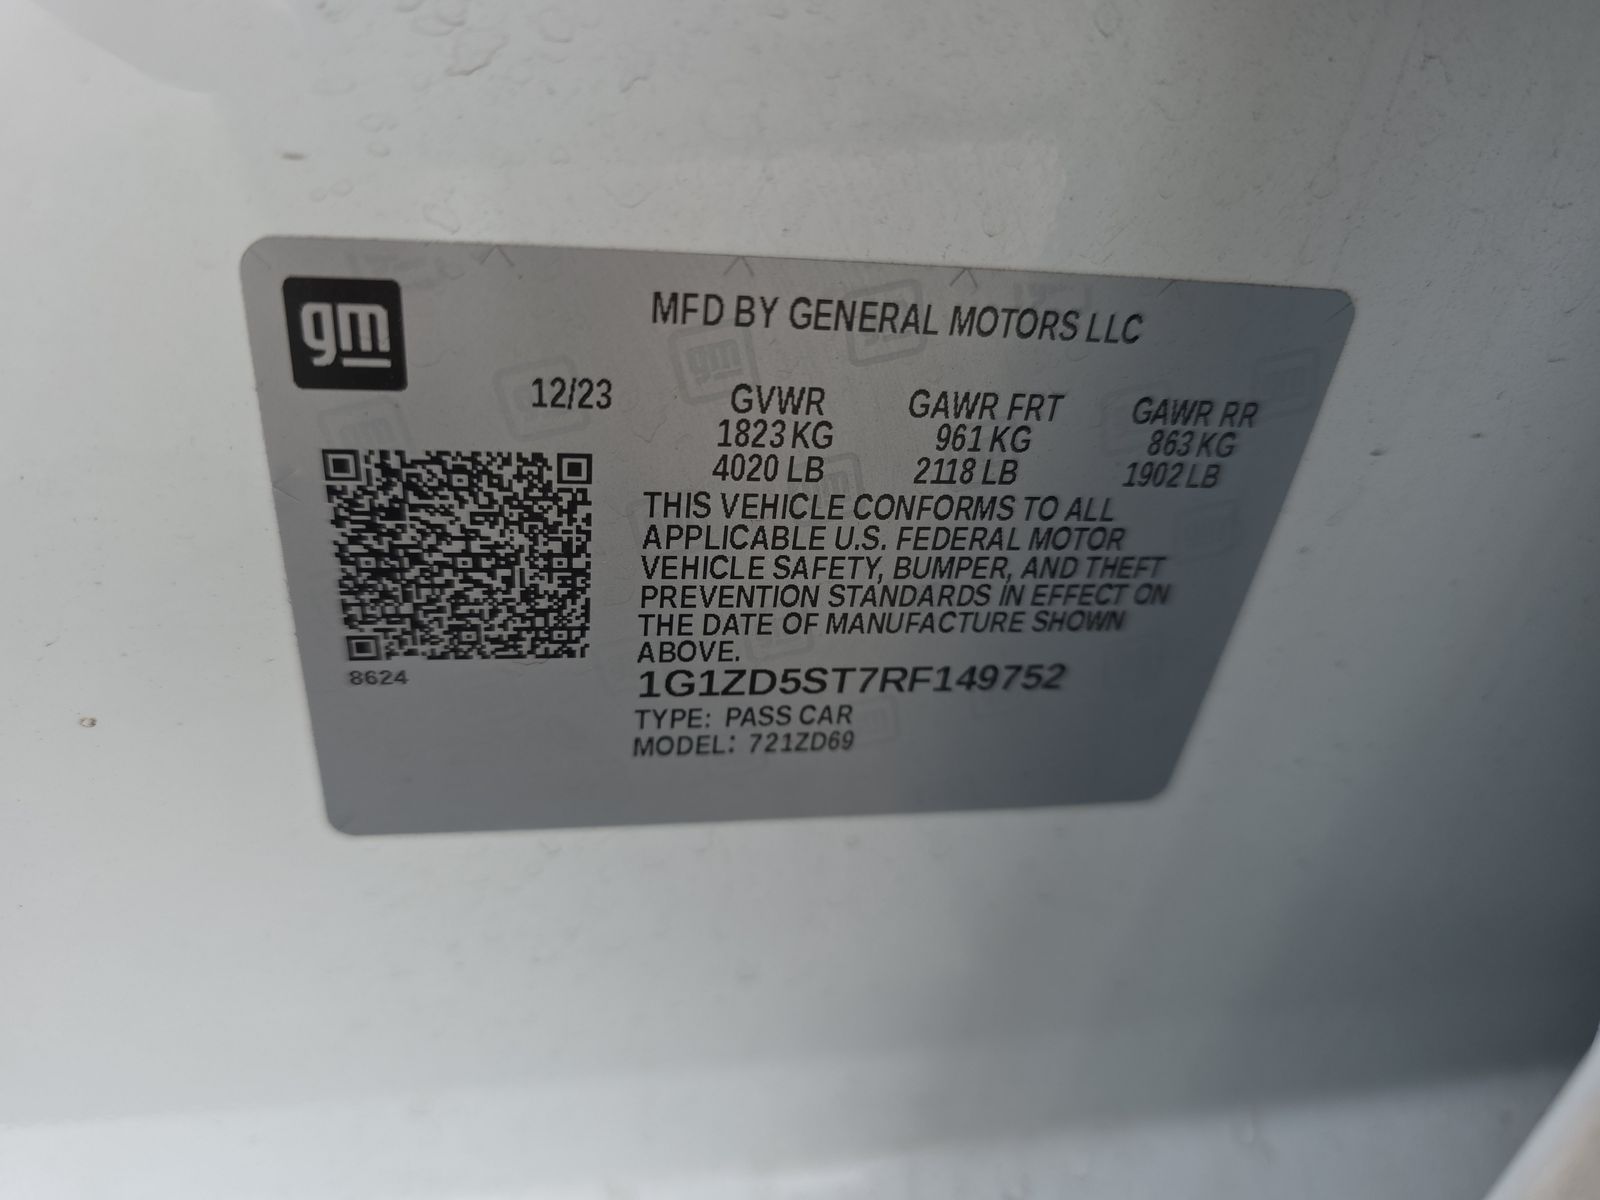 gm
MFD BY GENERAL MOTORS LLC
12/23 GVWR GAWR FRT GAWR RR
1823 KG 961 KG 863 KG
4020 LB 2118 LB 1902 LB
THIS VEHICLE CONFORMS TO ALL
APPLICABLE U.S. FEDERAL MOTOR
VEHICLE SAFETY, BUMPER, AND THEFT
PREVENTION STANDARDS IN EFFECT ON
THE DATE OF MANUFACTURE SHOWN
ABOVE.
8624
1G1ZD5ST7RF149752
TYPE: PASS CAR
MODEL: 721ZD69